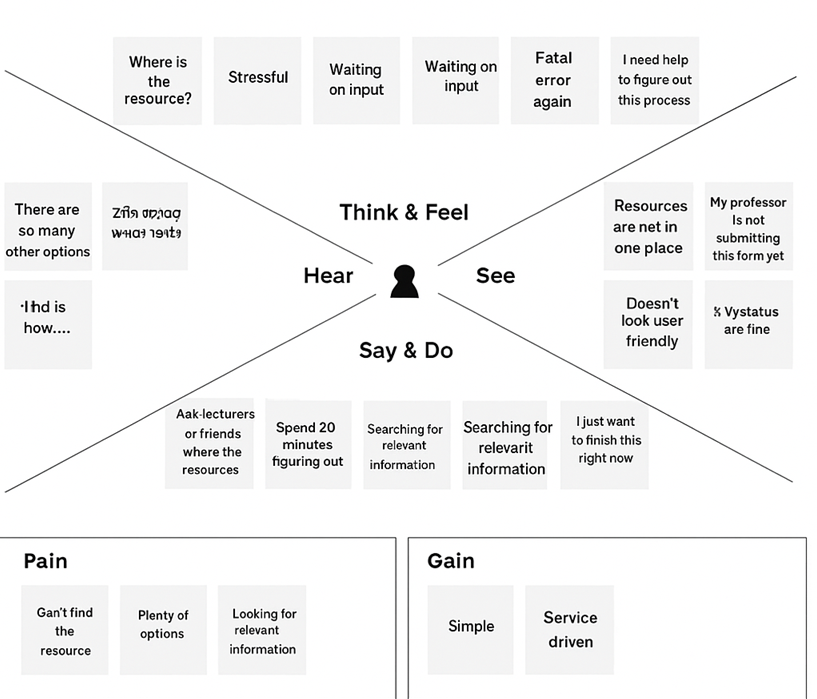 Where is
the
resource?
Stressful
Waiting
on input
Waiting on
input
Fatal
error
again
I need help
to figure out
this process
Think & Feel
There are
so many
other options
Hear
·I hd is
how....
See
Resources
are net in
one place
My professor
Is not
submitting
this form yet
Doesn't
look user
friendly
Vystatus
are fine
Say & Do
Aak-lecturers
or friends
where the
resources
Spend 20
minutes
figuring out
Searching for
relevant
information
Searching for
relevarit
information
I just want
to finish this
right now
Pain
Gan't find
the
resource
Plenty of
options
Looking for
relevant
information
Gain
Simple
Service
driven